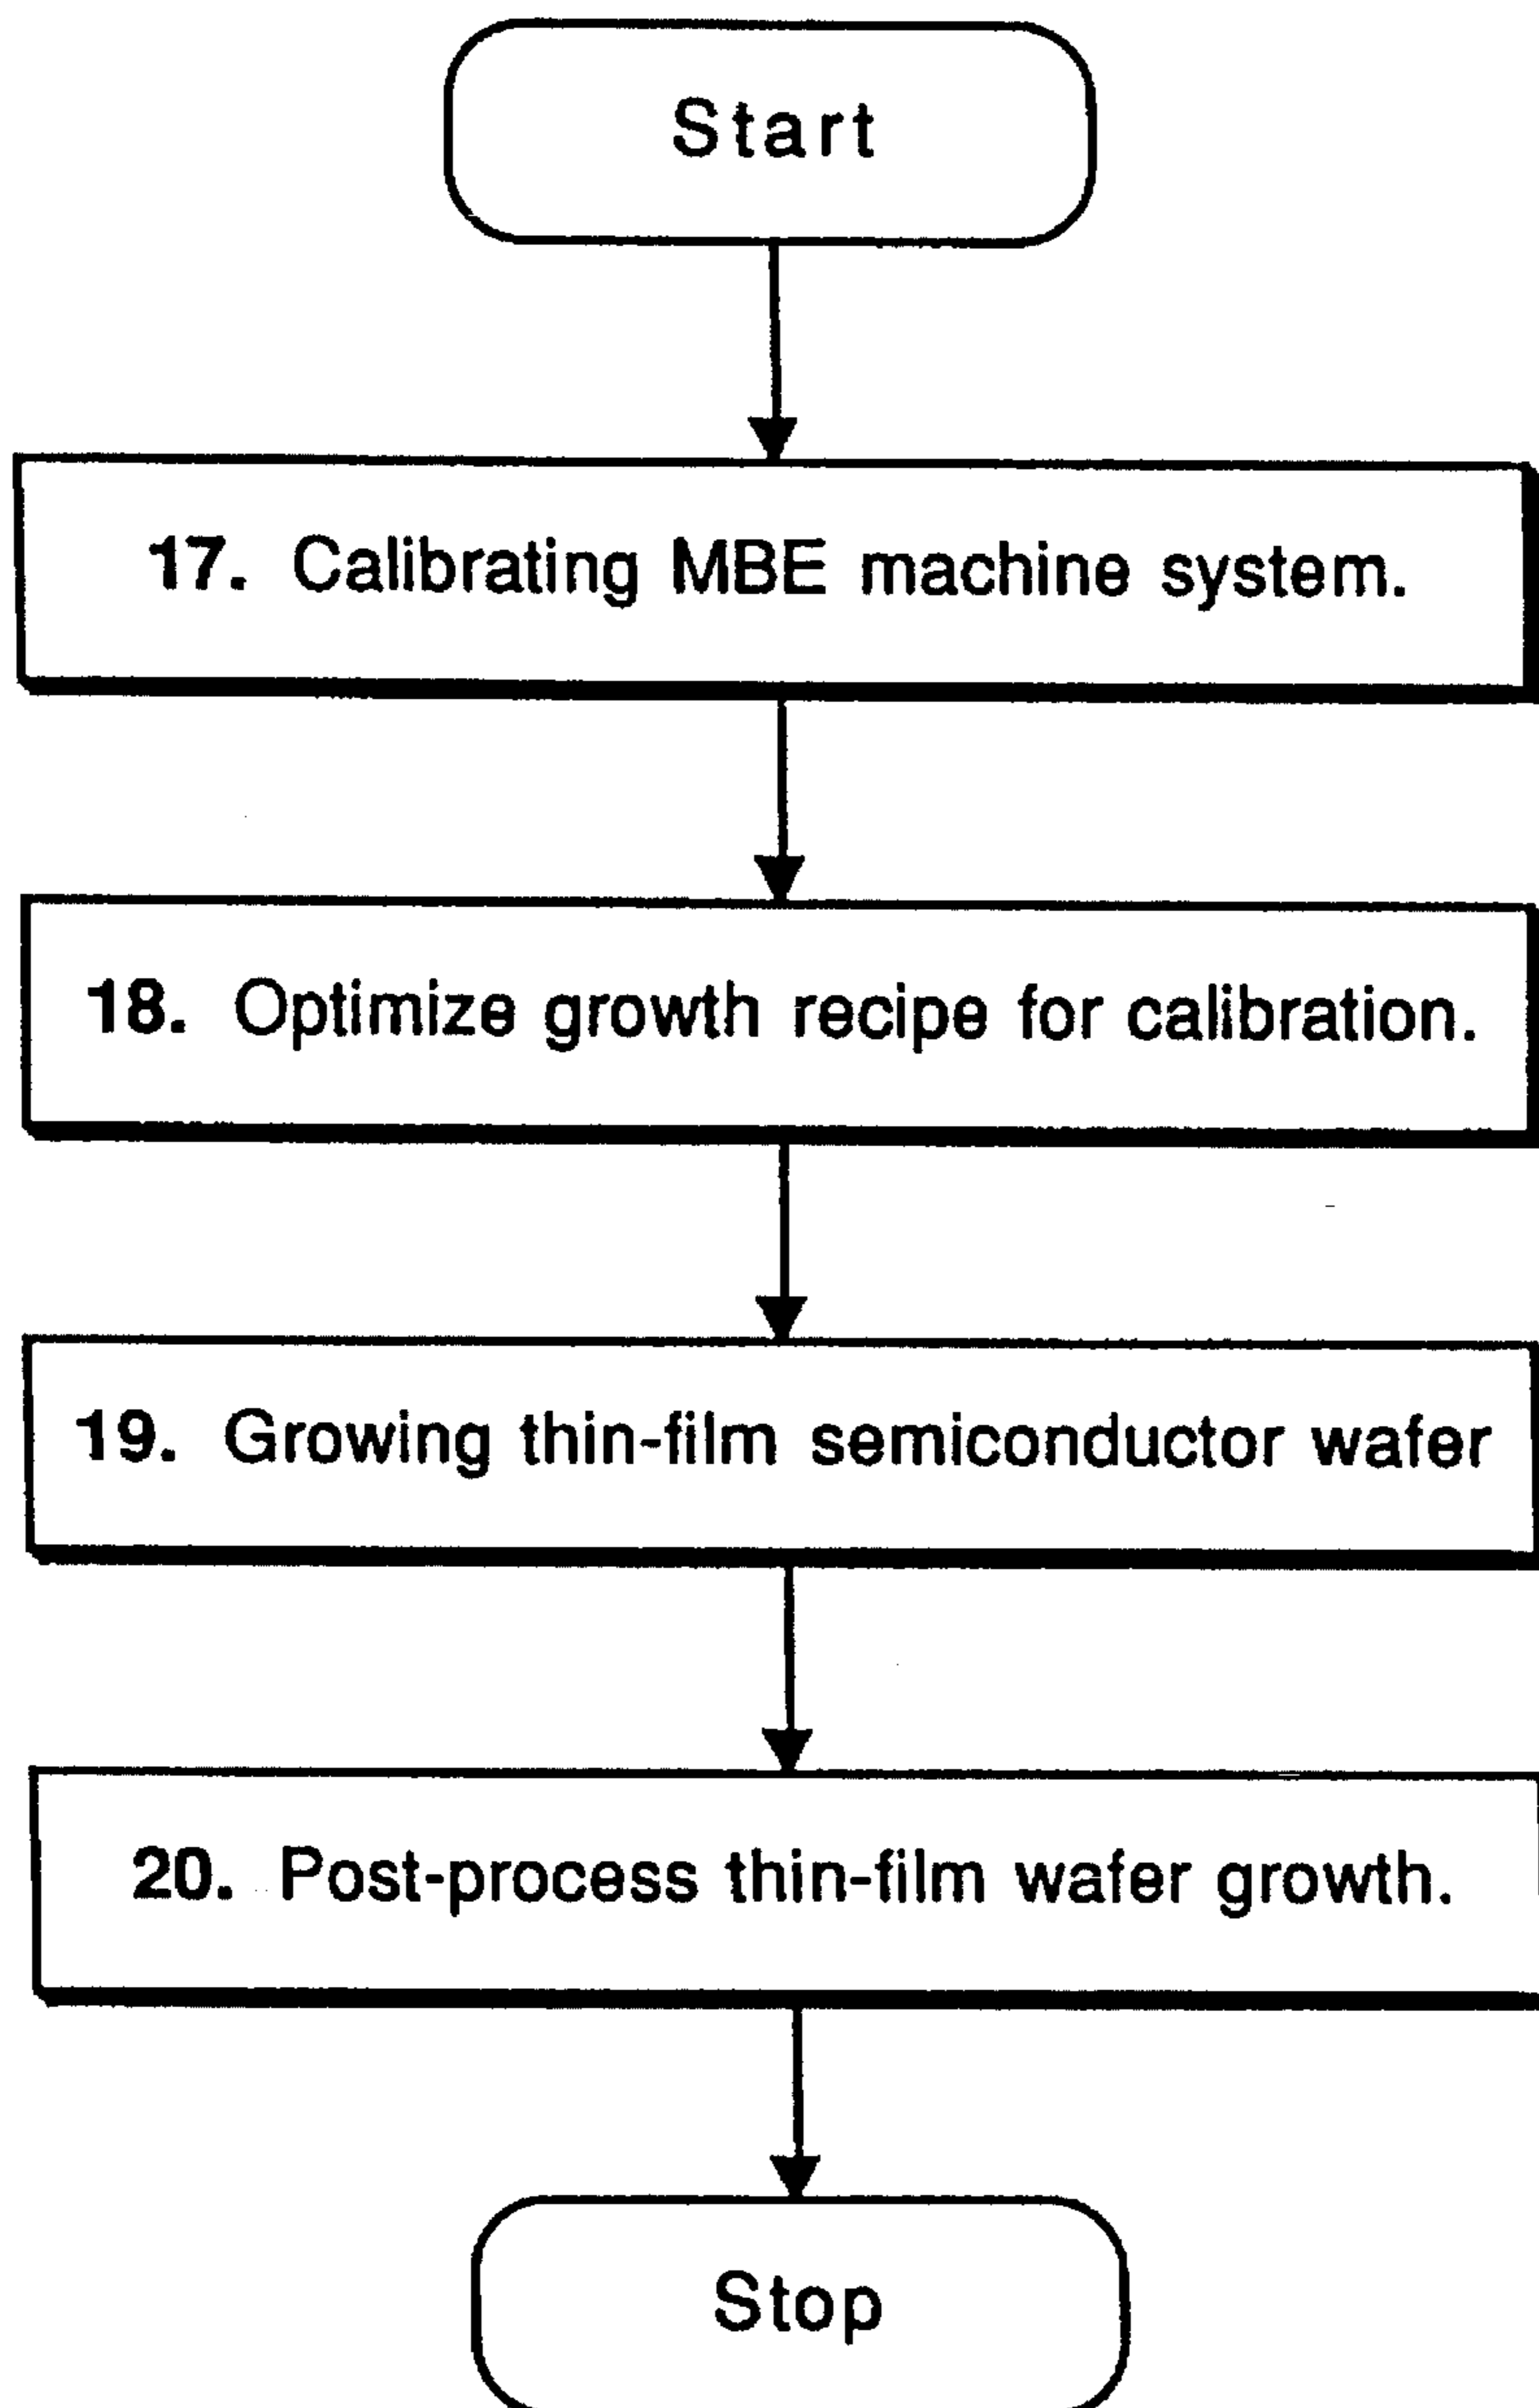 Start
17. Calibrating MBE machine system.
18. Optimize growth recipe for calibration.
19. Growing thin-film semiconductor wafer
20. Post-process thin-film wafer growth.
Stop